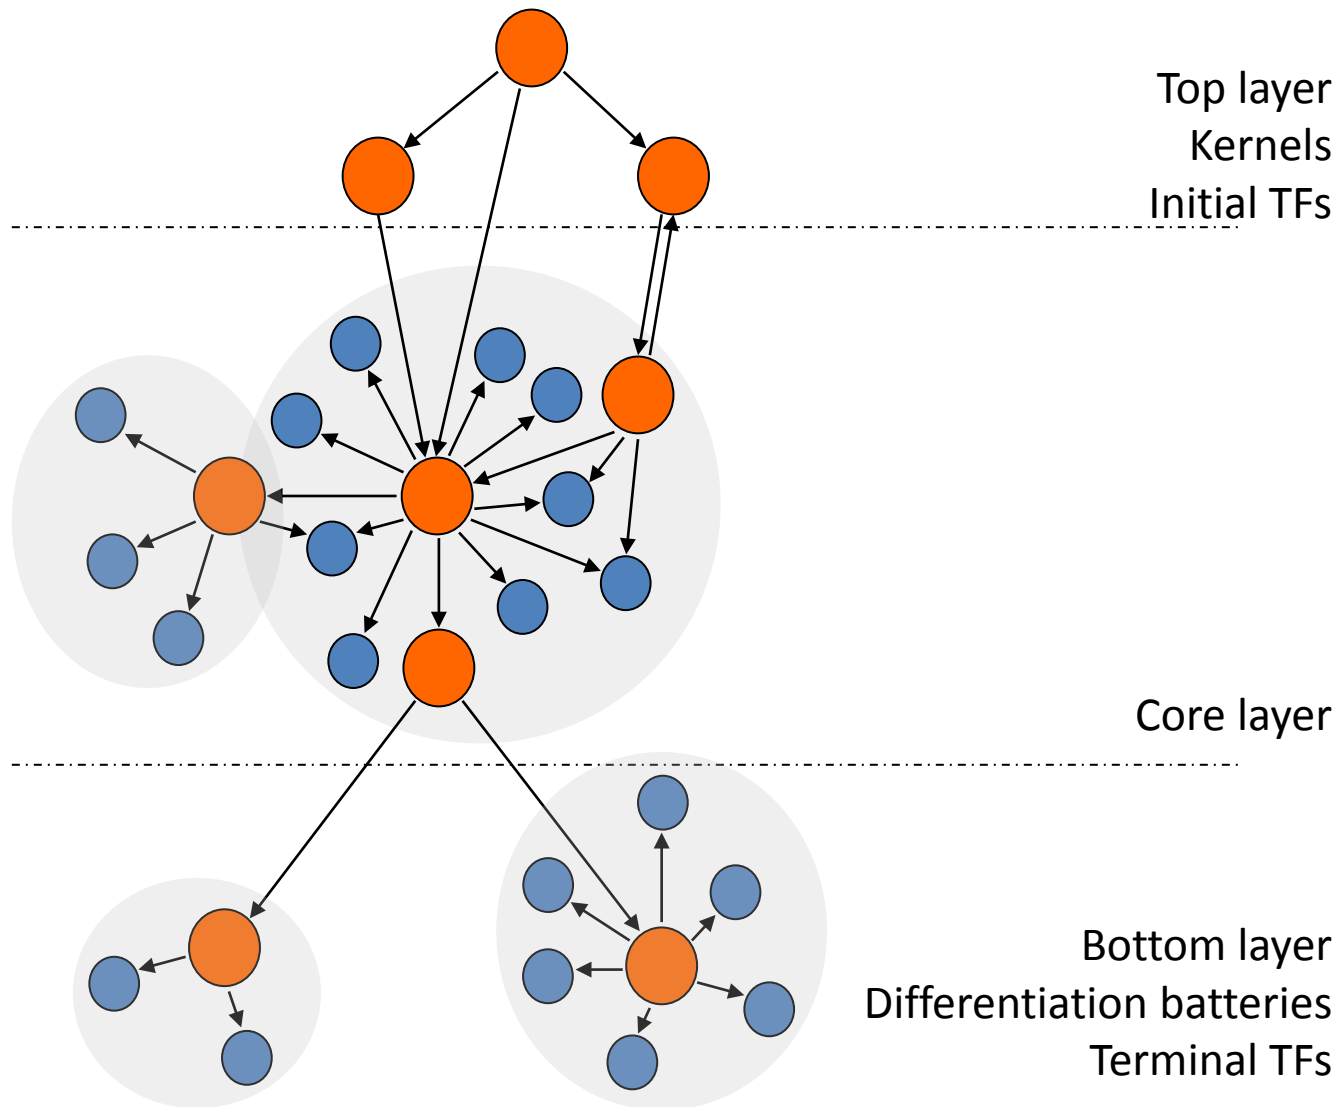 Top layer
Kernels
Initial TFs
Core layer
Bottom layer
Differentiation batteries
Terminal TFs